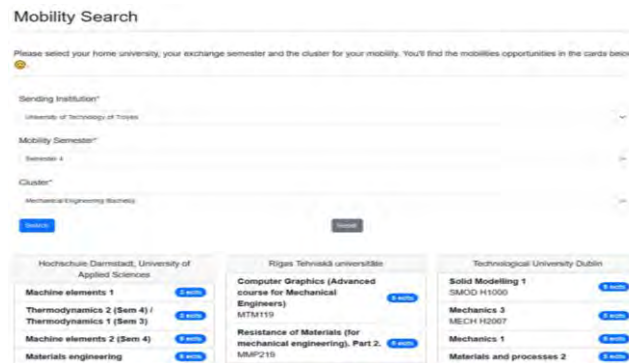 Mobility Search
Please select your home university, your exchange semester and the cluster for your mobility. You'll find the mobilities opportunities in the cards below
Sending Institution*
University of Technology of Troyes
Mobility Semester*
Semester 4
Cluster*
Mechanical Engineering (Bachelor)
Search
Reset
Hochschule Darmstadt, University of
Applied Sciences
Machine elements 1
Thermodynamics 2 (Sem 4) /
Thermodynamics 1 (Sem 3)
Machine elements 2 (Sem 4)
Materials engineering
Rīgas Tehniskā universitāte
Computer Graphics (Advanced
course for Mechanical
Engineers)
MTM119
Resistance of Materials (for
mechanical engineering). Part 2.
MMP219
Technological University Dublin
Solid Modelling 1
SMOD H1000
Mechanics 3
MECH H2007
Mechanics 1
Materials and processes 2